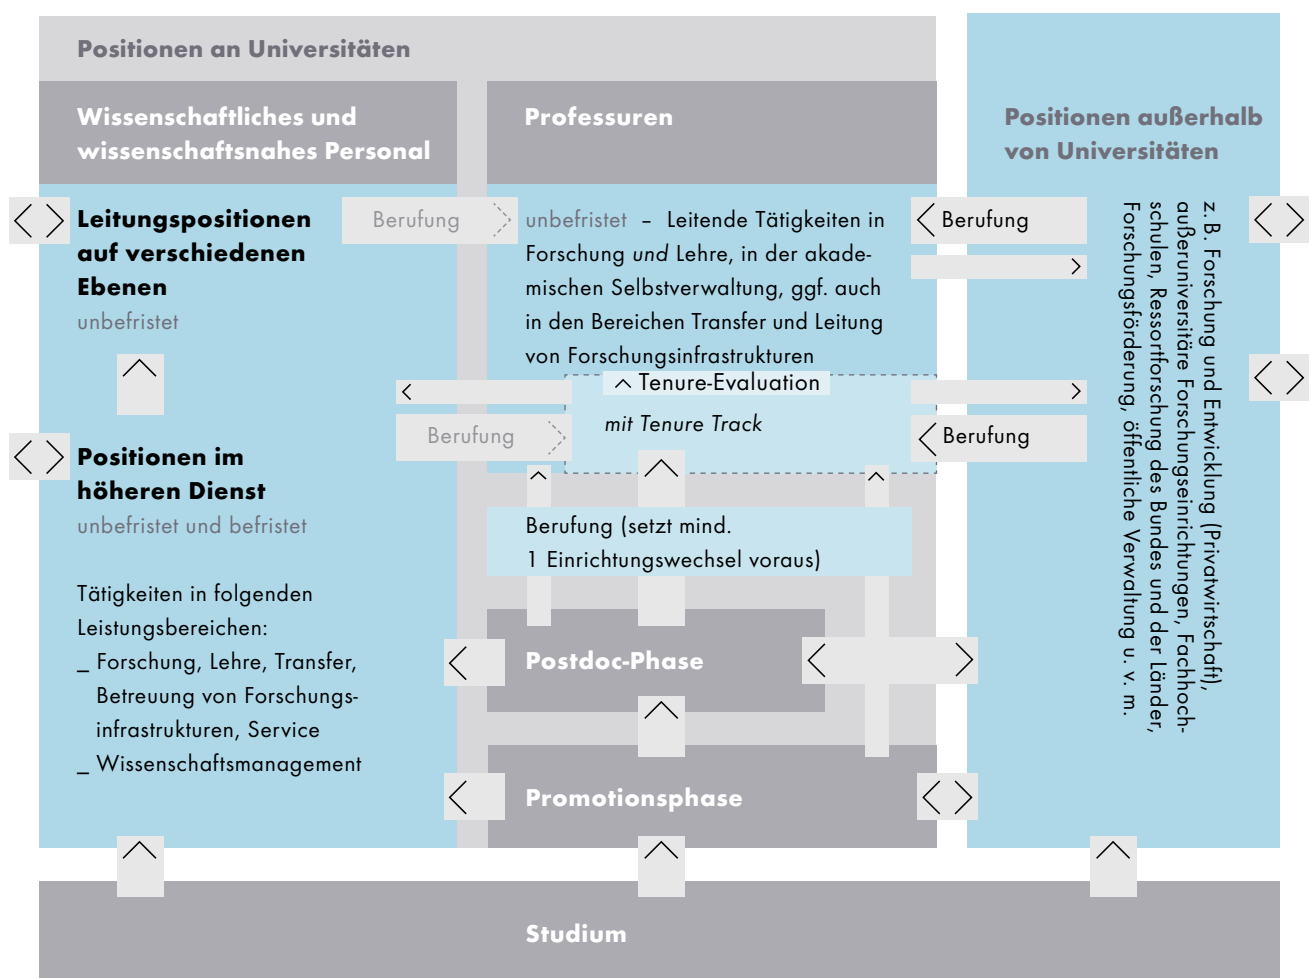 Positionen an Universitäten
Wissenschaftliches und
wissenschaftsnahes Personal
Professuren
Positionen außerhalb
von Universitäten
Leitungspositionen
auf verschiedenen
Ebenen
unbefristet
Berufung
unbefristet – Leitende Tätigkeiten in
Forschung und Lehre, in der akade-
mischen Selbstverwaltung, ggf. auch
in den Bereichen Transfer und Leitung
von Forschungsinfrastrukturen
Berufung
Tenure-Evaluation
mit Tenure Track
Berufung
Berufung
Positionen im
höheren Dienst
unbefristet und befristet
Tätigkeiten in folgenden
Leistungsbereichen:
_ Forschung, Lehre, Transfer,
Betreuung von Forschungs-
infrastrukturen, Service
_ Wissenschaftsmanagement
Berufung (setzt mind.
1 Einrichtungswechsel voraus)
Postdoc-Phase
Promotionsphase
z. B. Forschung und Entwicklung (Privatwirtschaft),
außeruniversitäre Forschungseinrichtungen, Fachhoch-
schulen, Ressortforschung des Bundes und der Länder,
Forschungsförderung, öffentliche Verwaltung u. v. m.
Studium